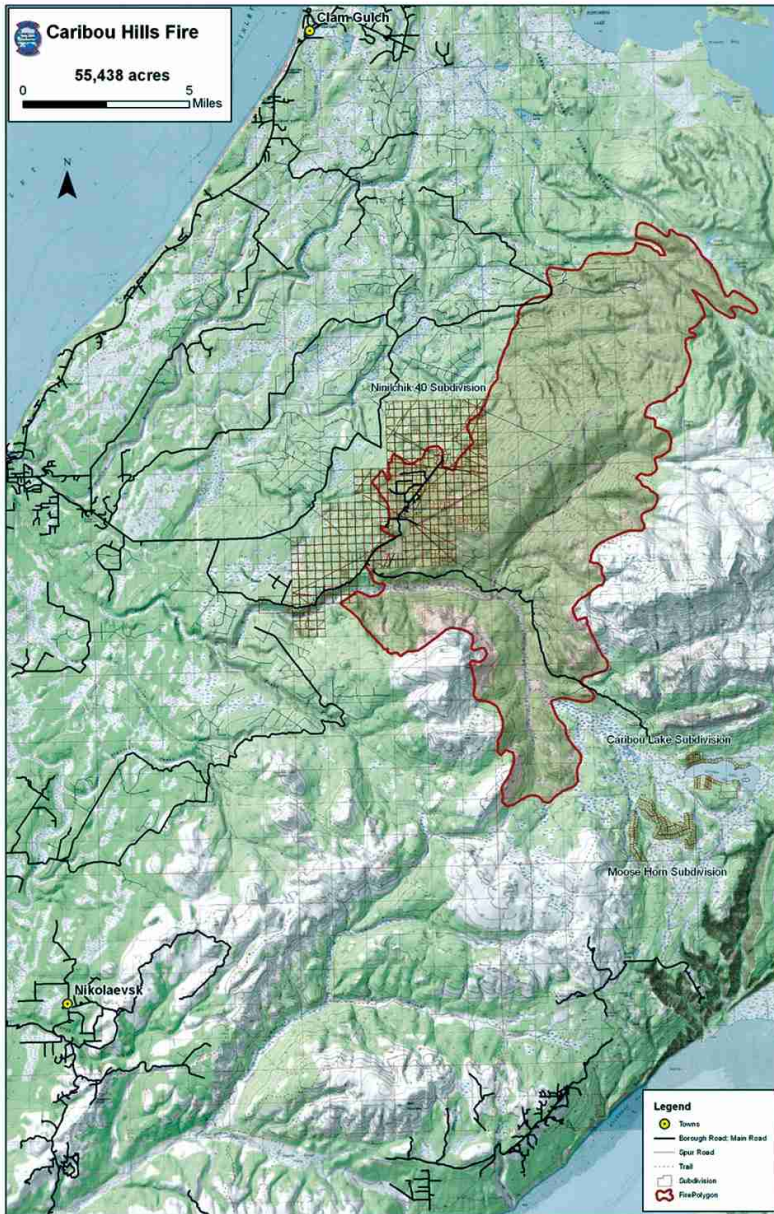 Clam Gulch
Caribou Hills Fire
55,438 acres
0 5
Miles
N
Ninilchik 40 Subdivision
Caribou Lake Subdivision
Moose Horn Subdivision
Nikolaevsk
Legend
Towns
Borough Road: Main Road
Spur Road
Trail
Subdivision
FirePolygon